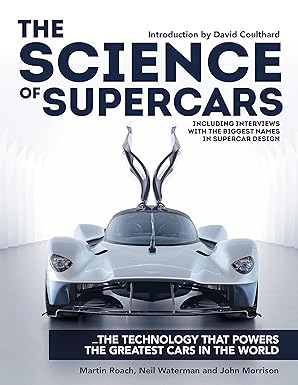 Introduction by David Coulthard
THE
SCIENCE
OF SUPERCARS
INCLUDING INTERVIEWS
WITH THE BIGGEST NAMES
IN SUPERCAR DESIGN
...THE TECHNOLOGY THAT POWERS
THE GREATEST CARS IN THE WORLD
Martin Roach, Neil Waterman and John Morrison